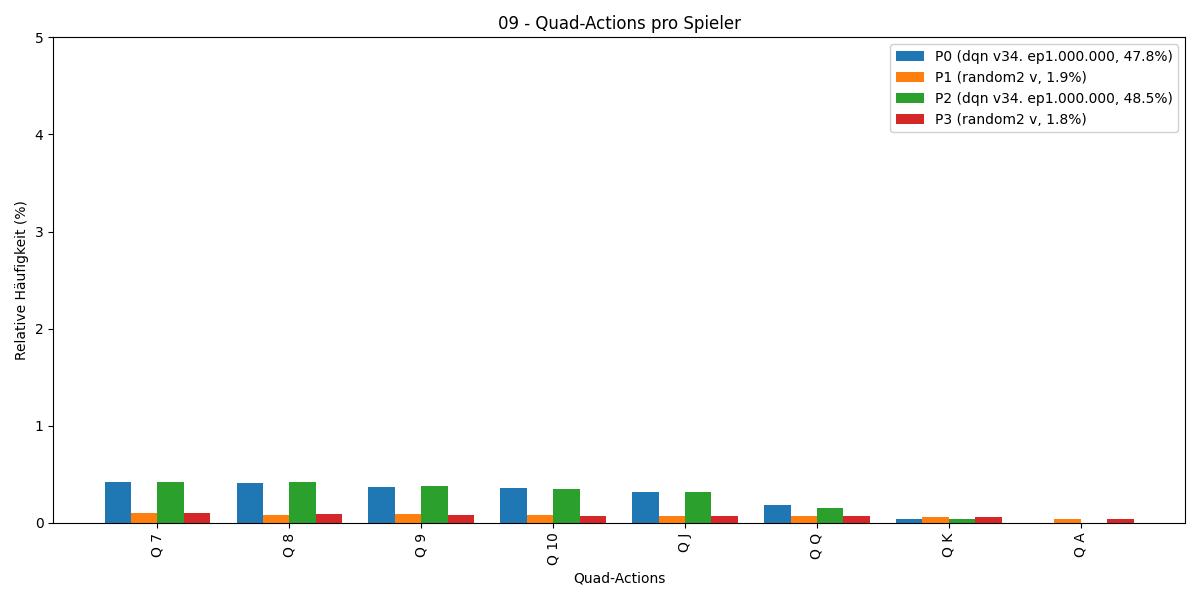 09 - Quad-Actions pro Spieler
P0 (dqn v34. ep1.000.000, 47.8%)
P1 (random2 v, 1.9%)
P2 (dqn v34. ep1.000.000, 48.5%)
P3 (random2 v, 1.8%)
Relative Häufigkeit (%)
5
4
3
2
1
0
Q 7
Q 8
Q 9
Q 10
Q J
Q Q
Q K
Q A
Quad-Actions